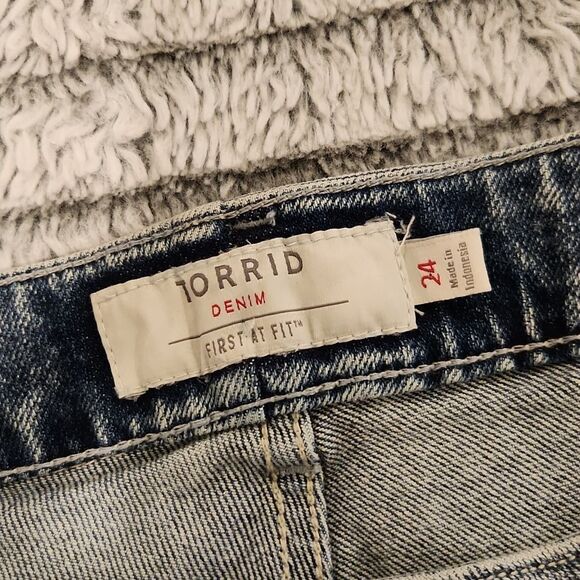 TORRID
DENIM
FIRST AT FIT™
24
Made in
Indonesia